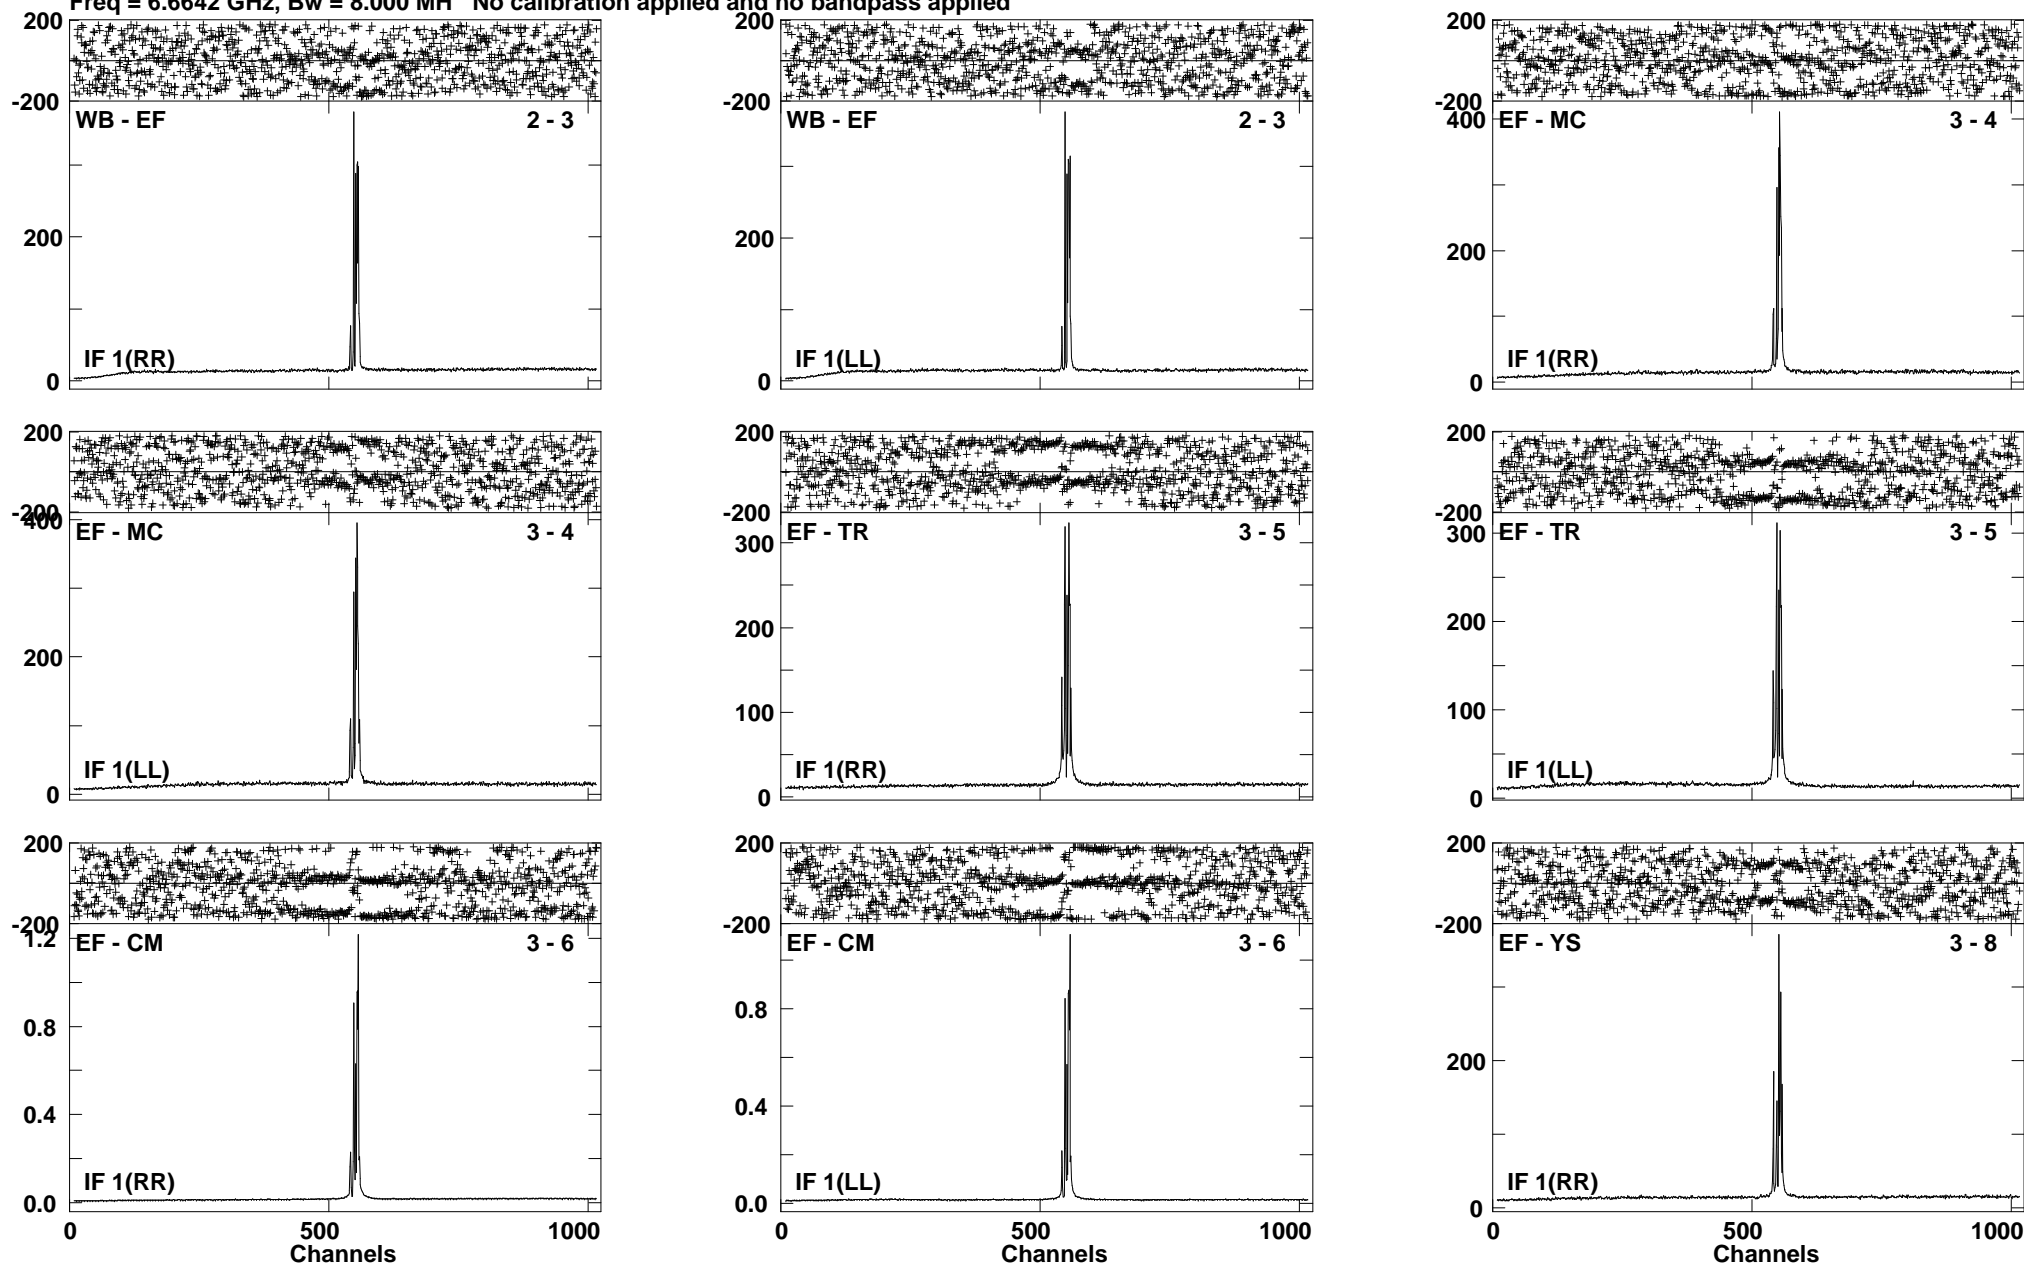 Freq = 6.6642 GHz, Bw = 8.000 MH No calibration applied and no bandpass applied
200
-200
WB - EF 2 - 3
200
0
IF 1(RR)
200
-200
WB - EF 2 - 3
200
0
IF 1(LL)
200
-200
400
EF - MC 3 - 4
200
0
IF 1(RR)
200
-200
400
EF - MC 3 - 4
200
0
IF 1(LL)
200
-200
EF - TR 3 - 5
300
200
100
0
IF 1(RR)
200
-200
EF - TR 3 - 5
300
200
100
0
IF 1(LL)
200
-200
1.2
EF - CM 3 - 6
0.8
0.4
IF 1(RR)
0.0
0 500 1000
Channels
200
-200
EF - CM 3 - 6
0.8
0.4
IF 1(LL)
0.0
0 500 1000
Channels
200
-200
EF - YS 3 - 8
200
IF 1(RR)
0
0 500 1000
Channels